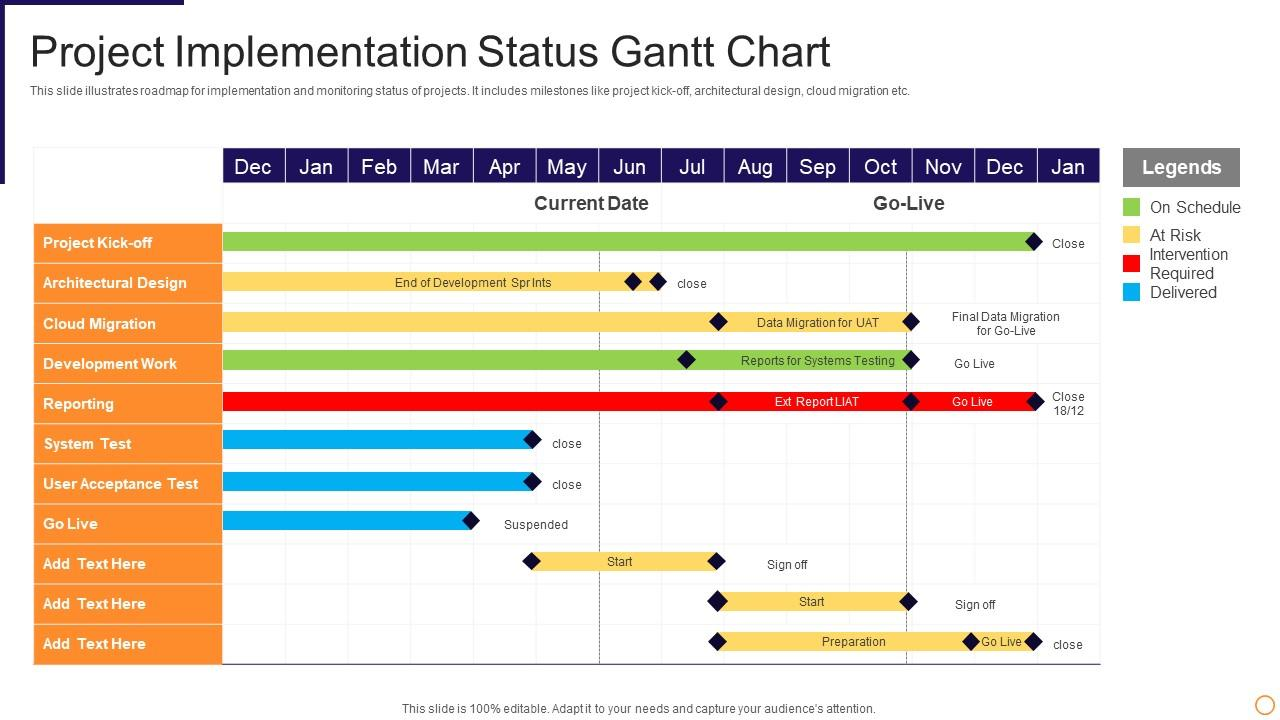 Project Implementation Status Gantt Chart
This slide illustrates roadmap for implementation and monitoring status of projects. It includes milestones like project kick-off, architectural design, cloud migration etc.
Dec Jan Feb Mar Apr May Jun Jul Aug Sep Oct Nov Dec Jan
Current Date Go-Live
Project Kick-off Close
Architectural Design End of Development SprInts close
Cloud Migration Data Migration for UAT Final Data Migration
for Go-Live
Development Work Reports for Systems Testing Go Live
Reporting Ext Report LIAT Go Live Close
18/12
System Test close
User Acceptance Test close
Go Live Suspended
Add Text Here Start Sign off
Add Text Here Start Sign off
Add Text Here Preparation Go Live close
Legends
On Schedule
At Risk
Intervention
Required
Delivered
This slide is 100% editable. Adapt it to your needs and capture your audience's attention.